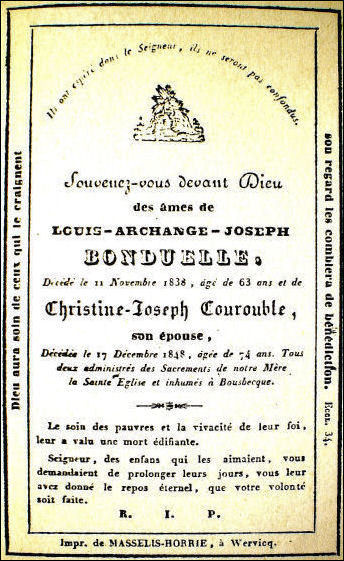 Ils ont espéré dans le Seigneur, ils ne seront pas confondus.
Souvenez-vous devant Dieu
des âmes de
LOUIS-ARCHANGE-JOSEPH
BONDUELLE,
Décédé le 11 Novembre 1838, âgé de 63 ans et de
Christine-Joseph Courouble,
son épouse,
Décédée le 17 Décembre 1848, agée de 74 ans. Tous
deux administrés des Sacrements de notre Mère
la Sainte Eglise et inhumés à Bousbecque.
Le soin des pauvres et la vivacité de leur foi,
leur a valu une mort édifiante.
Seigneur, des enfans qui les aimaient, vous
demandaient de prolonger leurs jours, vous leur
avez donné le repos éternel, que votre volonté
soit faite.
R. I. P.
Dieu aura soin de ceux qui le craignent
son regard les comblera de bénédiction. Eccl. 34.
Impr. de MASSELIS-HORRIE, à Wervicq.